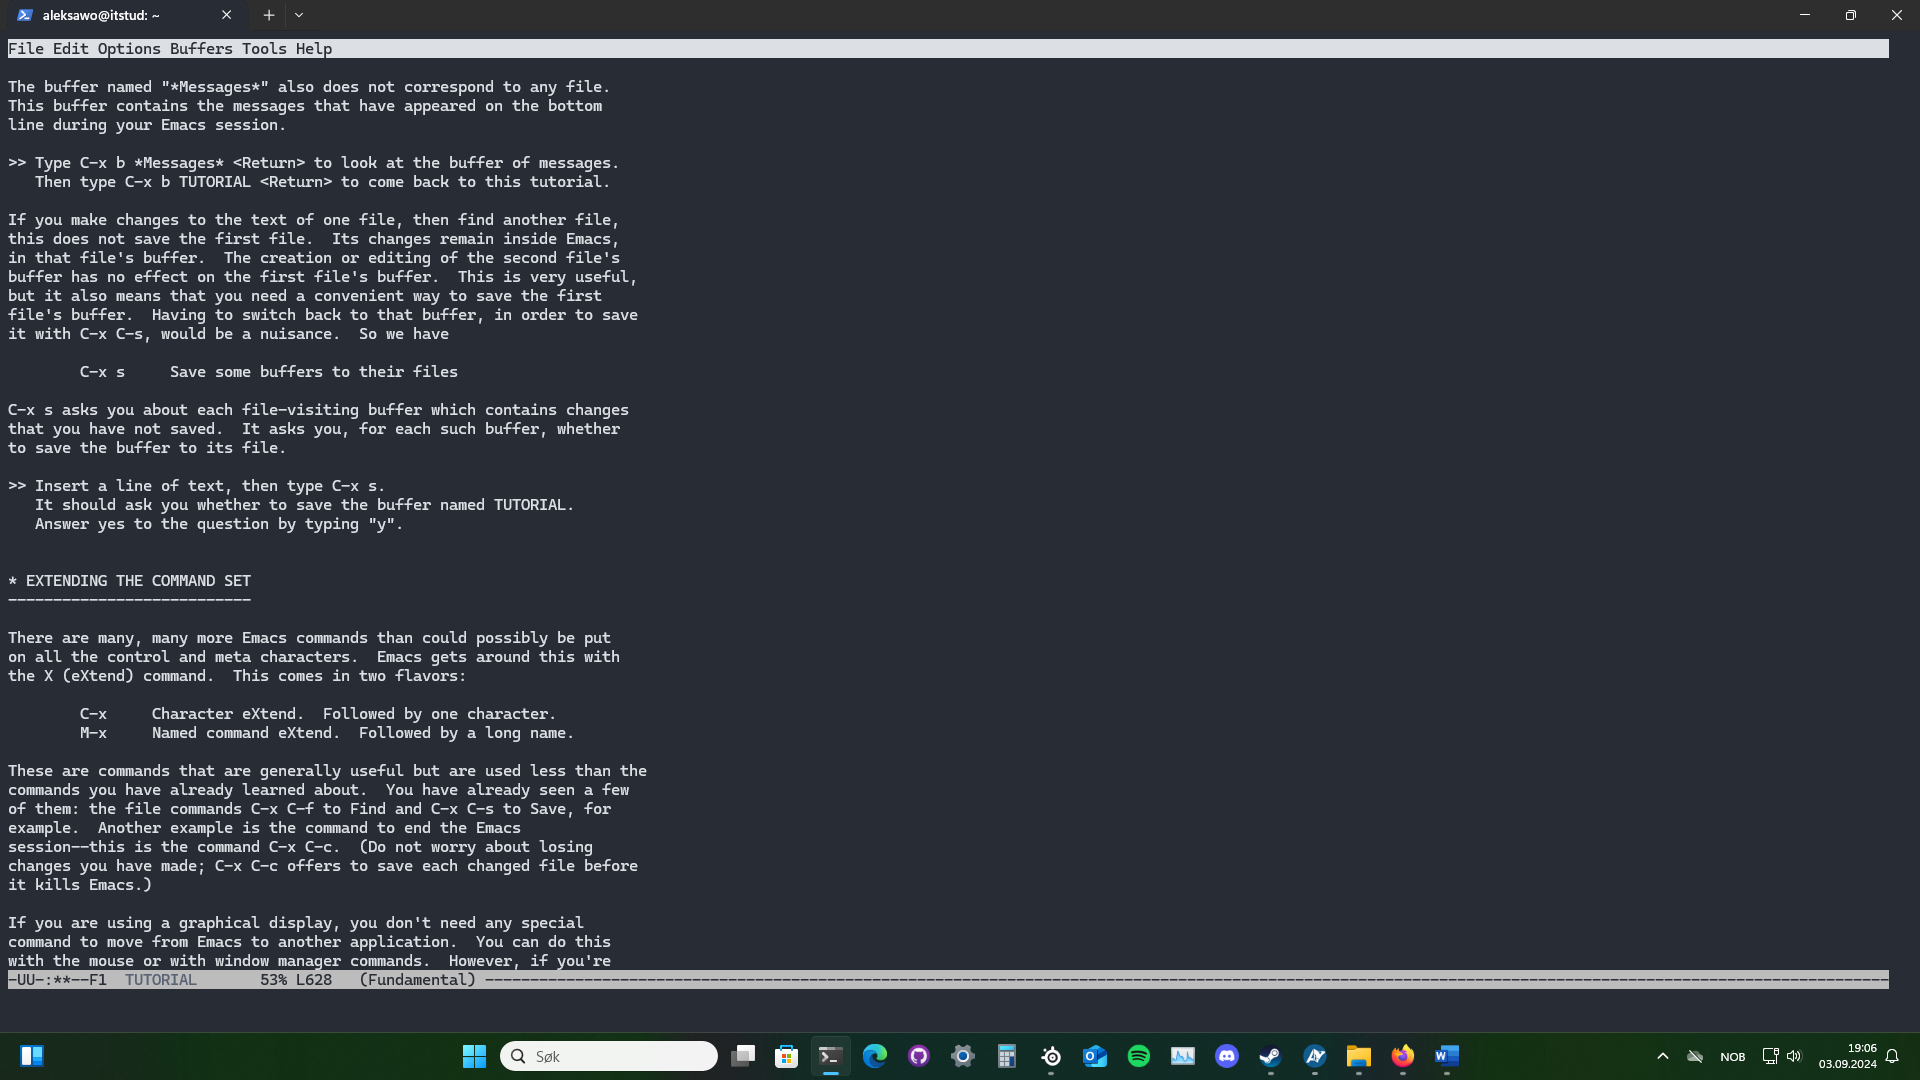 aleksawo@itstud: ~
File Edit Options Buffers Tools Help
The buffer named "*Messages*" also does not correspond to any file.
This buffer contains the messages that have appeared on the bottom
line during your Emacs session.
>> Type C-x b *Messages* <Return> to look at the buffer of messages.
Then type C-x b TUTORIAL <Return> to come back to this tutorial.
If you make changes to the text of one file, then find another file,
this does not save the first file.  Its changes remain inside Emacs,
in that file's buffer.  The creation or editing of the second file's
buffer has no effect on the first file's buffer.  This is very useful,
but it also means that you need a convenient way to save the first
file's buffer.  Having to switch back to that buffer, in order to save
it with C-x C-s, would be a nuisance.  So we have
C-x s     Save some buffers to their files
C-x s asks you about each file-visiting buffer which contains changes
that you have not saved.  It asks you, for each such buffer, whether
to save the buffer to its file.
>> Insert a line of text, then type C-x s.
It should ask you whether to save the buffer named TUTORIAL.
Answer yes to the question by typing "y".
* EXTENDING THE COMMAND SET
---------------------------
There are many, many more Emacs commands than could possibly be put
on all the control and meta characters.  Emacs gets around this with
the X (eXtend) command.  This comes in two flavors:
C-x     Character eXtend.  Followed by one character.
M-x     Named command eXtend.  Followed by a long name.
These are commands that are generally useful but are used less than the
commands you have already learned about.  You have already seen a few
of them: the file commands C-x C-f to Find and C-x C-s to Save, for
example.  Another example is the command to end the Emacs
session--this is the command C-x C-c.  (Do not worry about losing
changes you have made; C-x C-c offers to save each changed file before
it kills Emacs.)
If you are using a graphical display, you don't need any special
command to move from Emacs to another application.  You can do this
with the mouse or with window manager commands.  However, if you're
-UU-:**--F1  TUTORIAL       53% L628   (Fundamental) ---
Søk
NOB
19:06
03.09.2024